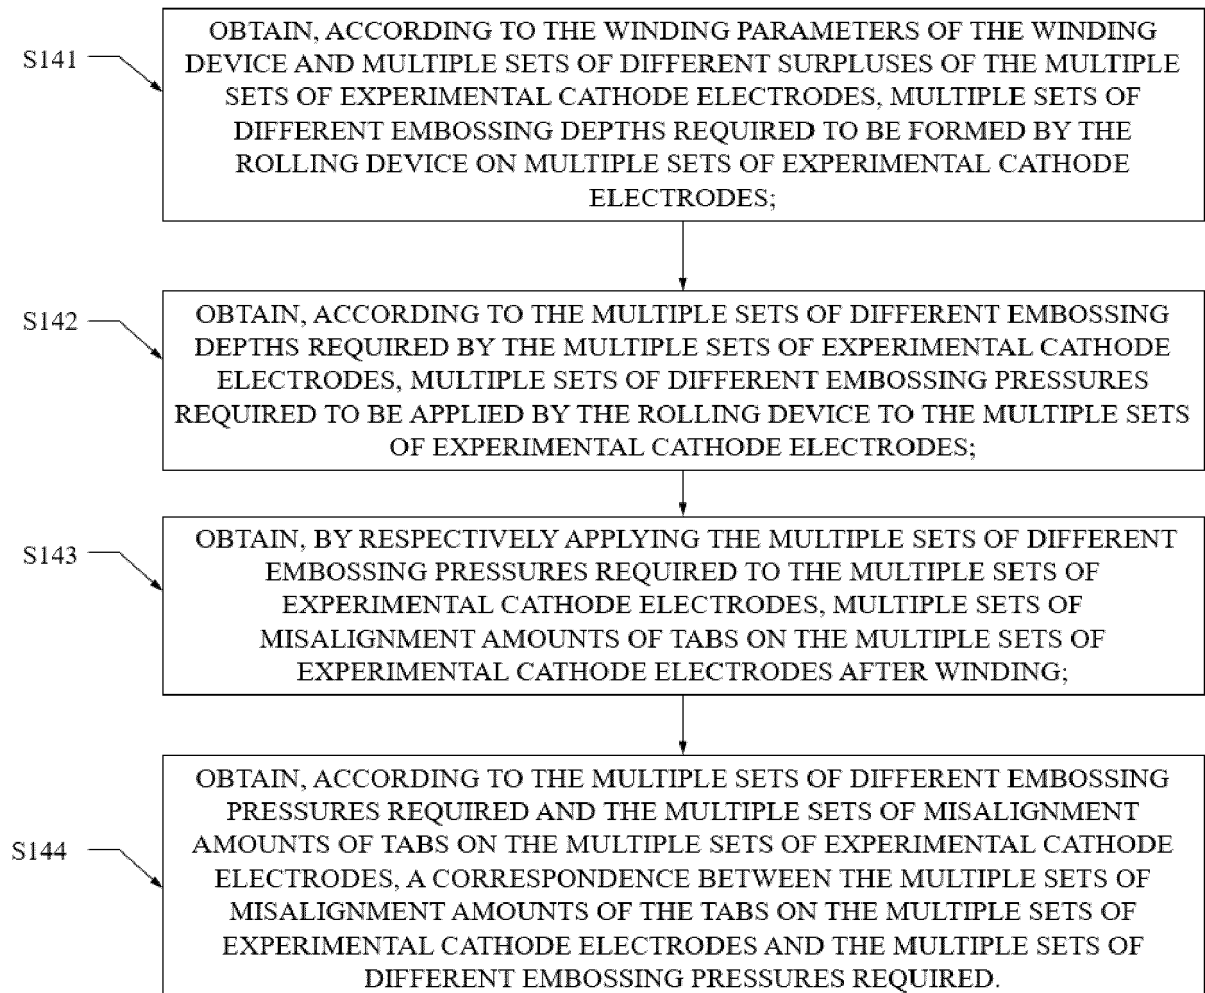 S141
OBTAIN, ACCORDING TO THE WINDING PARAMETERS OF THE WINDING
DEVICE AND MULTIPLE SETS OF DIFFERENT SURPLUSES OF THE MULTIPLE
SETS OF EXPERIMENTAL CATHODE ELECTRODES, MULTIPLE SETS OF
DIFFERENT EMBOSSING DEPTHS REQUIRED TO BE FORMED BY THE
ROLLING DEVICE ON MULTIPLE SETS OF EXPERIMENTAL CATHODE
ELECTRODES;
S142
OBTAIN, ACCORDING TO THE MULTIPLE SETS OF DIFFERENT EMBOSSING
DEPTHS REQUIRED BY THE MULTIPLE SETS OF EXPERIMENTAL CATHODE
ELECTRODES, MULTIPLE SETS OF DIFFERENT EMBOSSING PRESSURES
REQUIRED TO BE APPLIED BY THE ROLLING DEVICE TO THE MULTIPLE SETS
OF EXPERIMENTAL CATHODE ELECTRODES;
S143
OBTAIN, BY RESPECTIVELY APPLYING THE MULTIPLE SETS OF DIFFERENT
EMBOSSING PRESSURES REQUIRED TO THE MULTIPLE SETS OF
EXPERIMENTAL CATHODE ELECTRODES, MULTIPLE SETS OF
MISALIGNMENT AMOUNTS OF TABS ON THE MULTIPLE SETS OF
EXPERIMENTAL CATHODE ELECTRODES AFTER WINDING;
S144
OBTAIN, ACCORDING TO THE MULTIPLE SETS OF DIFFERENT EMBOSSING
PRESSURES REQUIRED AND THE MULTIPLE SETS OF MISALIGNMENT
AMOUNTS OF TABS ON THE MULTIPLE SETS OF EXPERIMENTAL CATHODE
ELECTRODES, A CORRESPONDENCE BETWEEN THE MULTIPLE SETS OF
MISALIGNMENT AMOUNTS OF THE TABS ON THE MULTIPLE SETS OF
EXPERIMENTAL CATHODE ELECTRODES AND THE MULTIPLE SETS OF
DIFFERENT EMBOSSING PRESSURES REQUIRED.